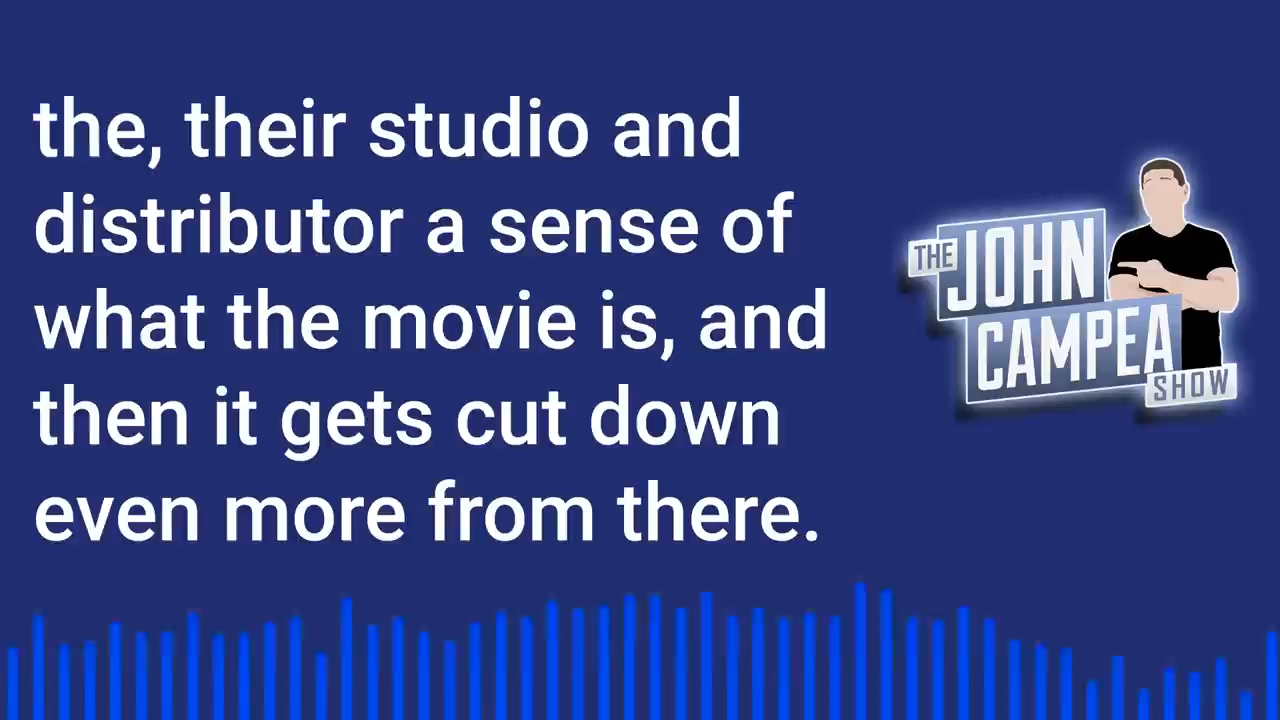 the, their studio and
distributor a sense of
what the movie is, and
then it gets cut down
even more from there.
THE JOHN
CAMPEA
SHOW